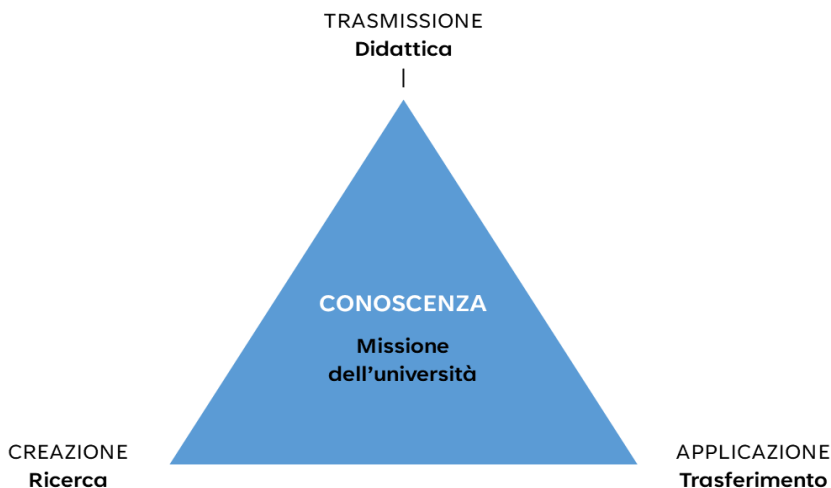 TRASMISSIONE
Didattica
CONOSCENZA
Missione
dell'università
CREAZIONE
Ricerca
APPLICAZIONE
Trasferimento